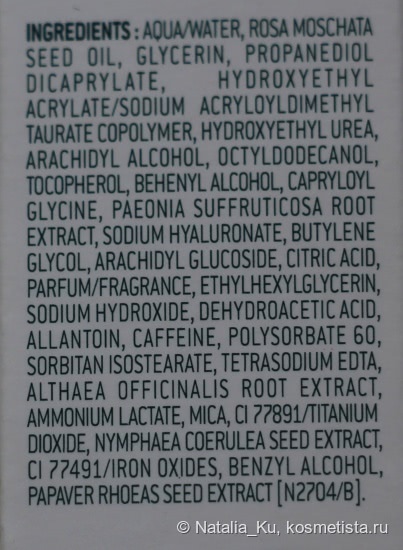 INGREDIENTS : AQUA/WATER, ROSA MOSCHATA
SEED OIL, GLYCERIN, PROPANEDIOL
DICAPRYLATE, HYDROXYETHYL
ACRYLATE/SODIUM ACRYLOYLDIMETHYL
TAURATE COPOLYMER, HYDROXYETHYL UREA,
ARACHIDYL ALCOHOL, OCTYLDODECANOL,
TOCOPHEROL, BEHENYL ALCOHOL, CAPRYLOYL
GLYCINE, PAEONIA SUFFRUTICOSA ROOT
EXTRACT, SODIUM HYALURONATE, BUTYLENE
GLYCOL, ARACHIDYL GLUCOSIDE, CITRIC ACID,
PARFUM/FRAGRANCE, ETHYLHEXYLGLYCERIN,
SODIUM HYDROXIDE, DEHYDROACETIC ACID,
ALLANTOIN, CAFFEINE, POLYSORBATE 60,
SORBITAN ISOSTEARATE, TETRASODIUM EDTA,
ALTHAEA OFFICINALIS ROOT EXTRACT,
AMMONIUM LACTATE, MICA, CI 77891/TITANIUM
DIOXIDE, NYMPHAEA COERULEA SEED EXTRACT,
CI 77491/IRON OXIDES, BENZYL ALCOHOL,
PAPAVER RHOEAS SEED EXTRACT [N2704/B].
© Natalia_Ku, kosmetista.ru